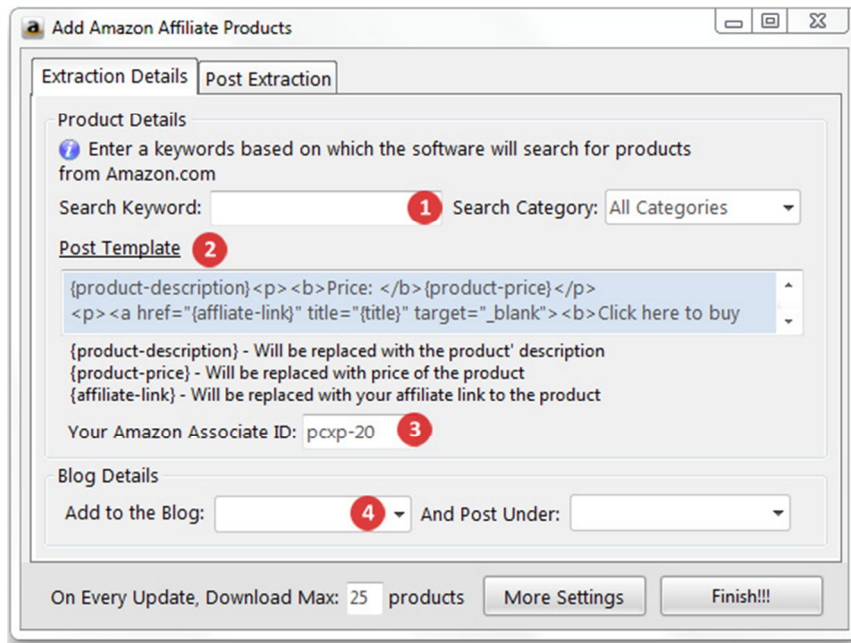 a Add Amazon Affiliate Products
Extraction Details Post Extraction
Product Details
Enter a keywords based on which the software will search for products
from Amazon.com
Search Keyword: 1 Search Category: All Categories
Post Template 2
{product-description}<p><b>Price: </b>{product-price}</p>
<p><a href="{affliate-link}" title="{title}" target="_blank"><b>Click here to buy
{product-description} - Will be replaced with the product' description
{product-price} - Will be replaced with price of the product
{affiliate-link} - Will be replaced with your affiliate link to the product
Your Amazon Associate ID: pcxp-20 3
Blog Details
Add to the Blog: 4 And Post Under:
On Every Update, Download Max: 25 products More Settings Finish!!!